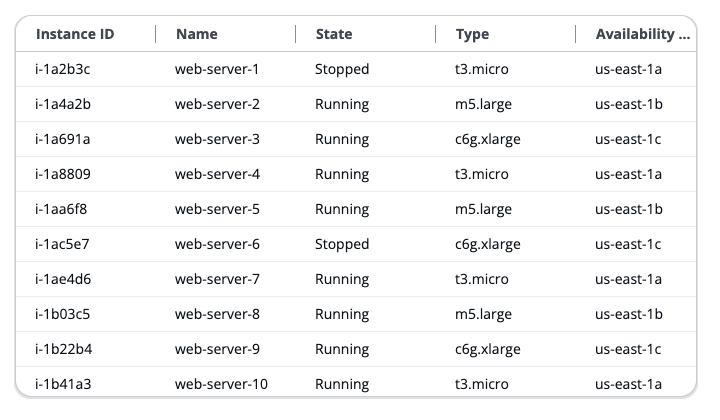 Instance ID Name State Type Availability ...
i-1a2b3c web-server-1 Stopped t3.micro us-east-1a
i-1a4a2b web-server-2 Running m5.large us-east-1b
i-1a691a web-server-3 Running c6g.xlarge us-east-1c
i-1a8809 web-server-4 Running t3.micro us-east-1a
i-1aa6f8 web-server-5 Running m5.large us-east-1b
i-1ac5e7 web-server-6 Stopped c6g.xlarge us-east-1c
i-1ae4d6 web-server-7 Running t3.micro us-east-1a
i-1b03c5 web-server-8 Running m5.large us-east-1b
i-1b22b4 web-server-9 Running c6g.xlarge us-east-1c
i-1b41a3 web-server-10 Running t3.micro us-east-1a